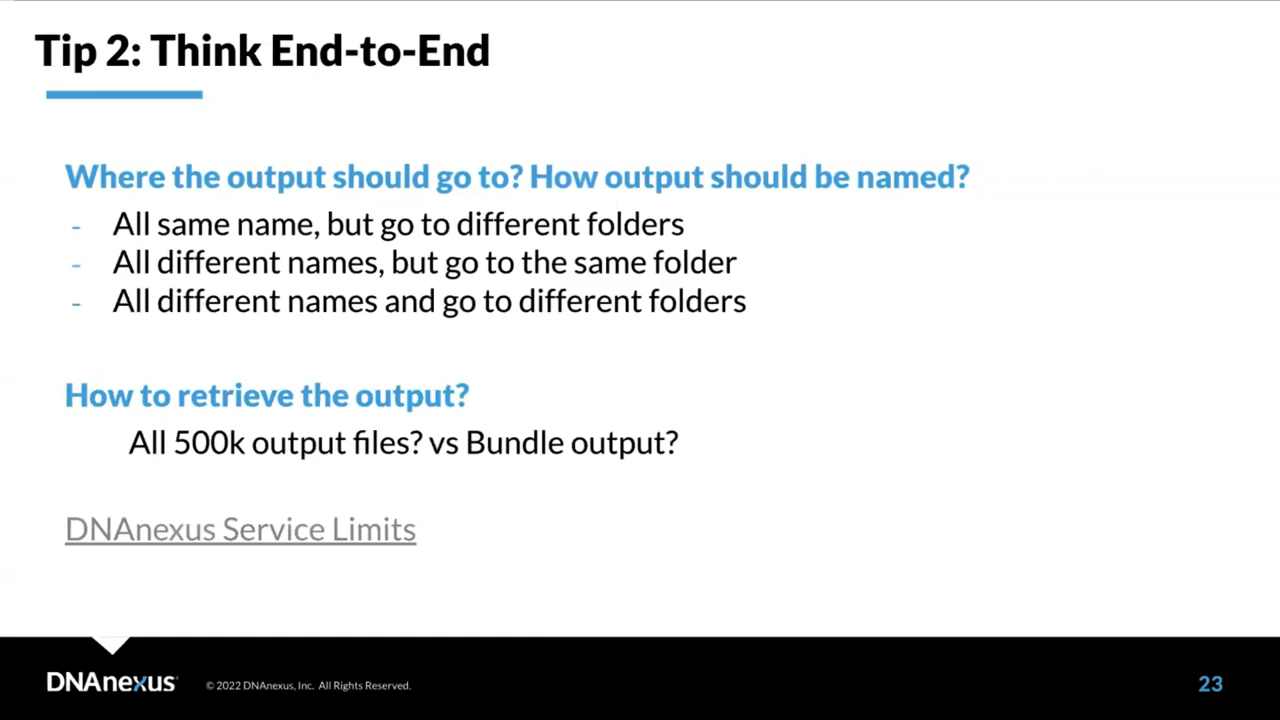 Tip 2: Think End-to-End
Where the output should go to? How output should be named?
- All same name, but go to different folders
- All different names, but go to the same folder
- All different names and go to different folders
How to retrieve the output?
All 500k output files? vs Bundle output?
DNAnexus Service Limits
DNAnexus
© 2022 DNAnexus, Inc. All Rights Reserved.
23